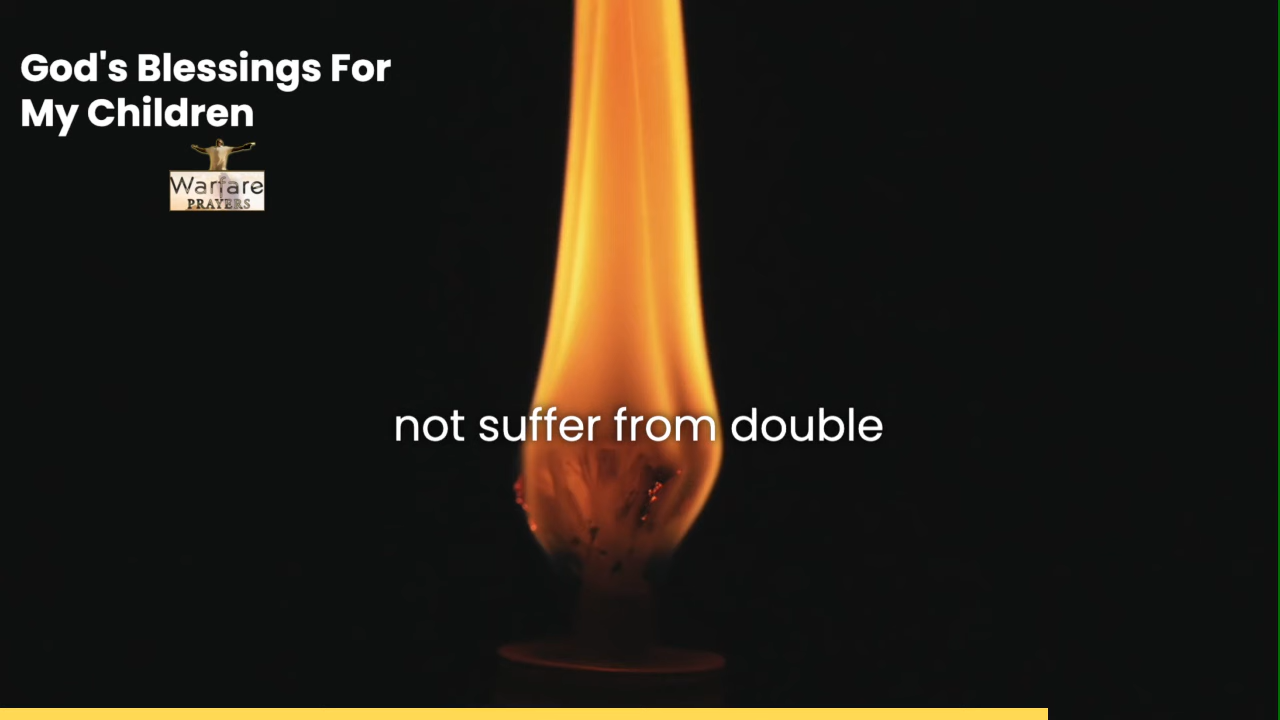 God's Blessings For
My Children
Warfare
PRAYERS
not suffer from double